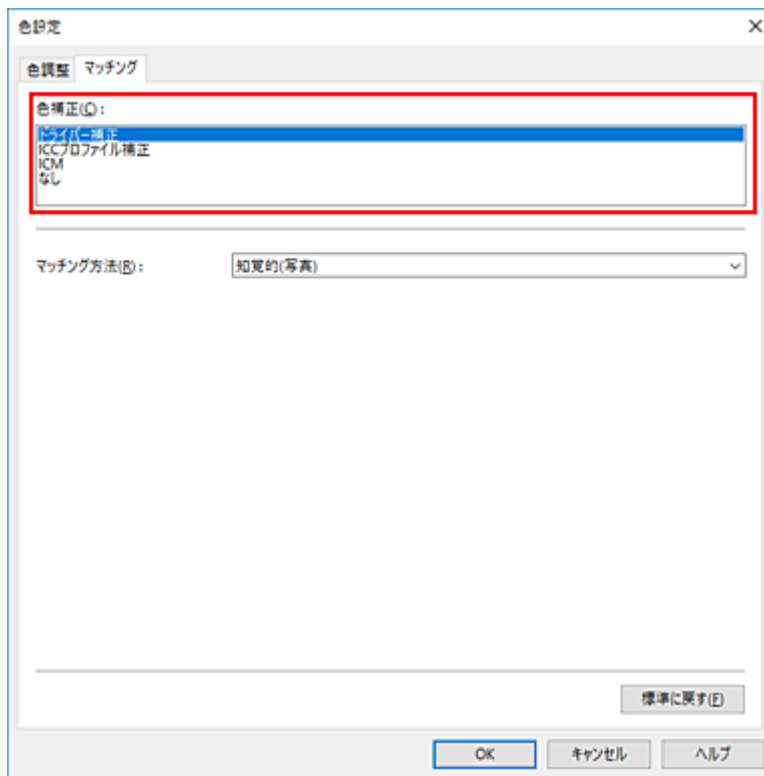 色設定
色調整 マッチング
色補正(C):
ドライバー補正
ICCプロファイル補正
ICM
なし
マッチング方法(R): 知覚的(写真)
標準に戻す(F)
OK キャンセル ヘルプ